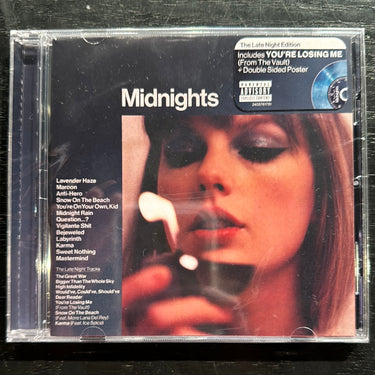 The Late Night Edition
Includes YOU'RE LOSING ME
(From The Vault)
+ Double Sided Poster
PARENTAL
ADVISORY
EXPLICIT CONTENT
Midnights
Lavender Haze
Maroon
Anti-Hero
Snow On The Beach
You're On Your Own, Kid
Midnight Rain
Question...?
Vigilante Shit
Bejeweled
Labyrinth
Karma
Sweet Nothing
Mastermind
The Late Night Tracks
The Great War
Bigger Than The Whole Sky
High Infidelity
Would've, Could've, Should've
Dear Reader
You're Losing Me
(From The Vault)
Snow On The Beach
(Feat. More Lana Del Rey)
Karma (Feat. Ice Spice)